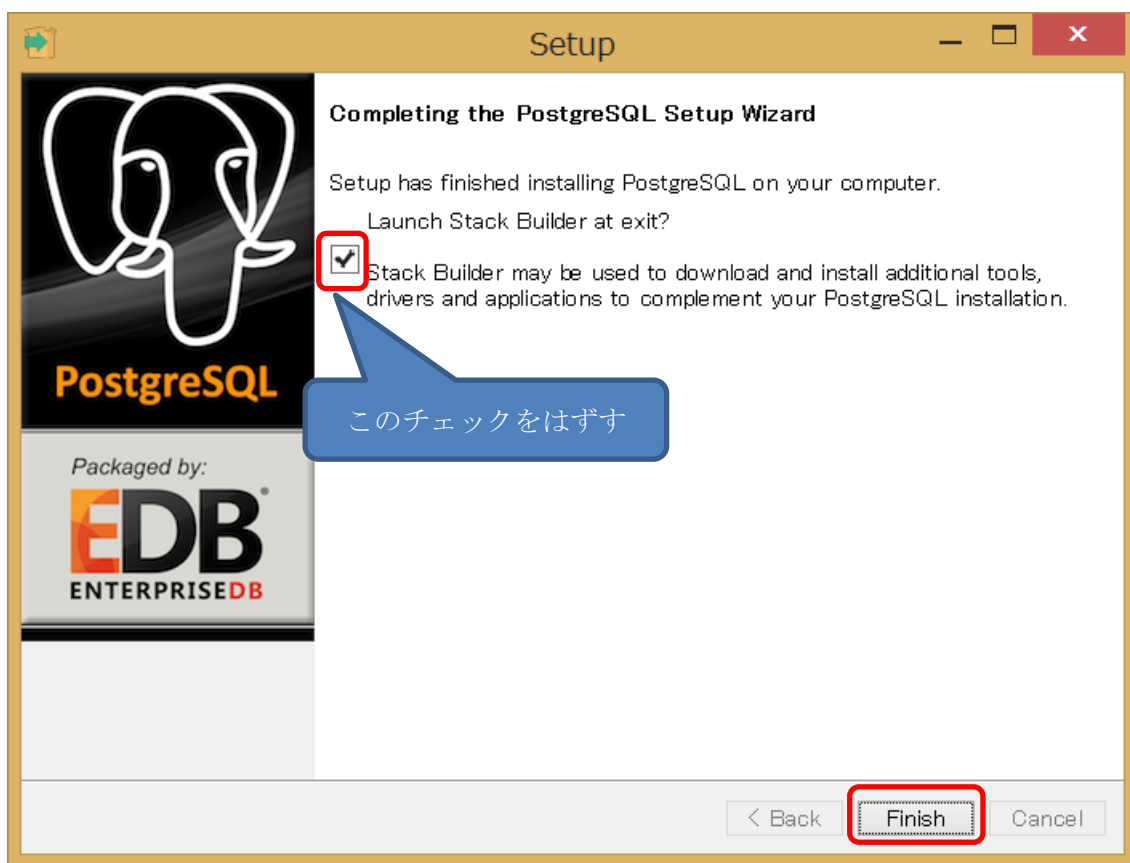 Setup
Completing the PostgreSQL Setup Wizard
Setup has finished installing PostgreSQL on your computer.
Launch Stack Builder at exit?
Stack Builder may be used to download and install additional tools,
drivers and applications to complement your PostgreSQL installation.
このチェックをはずす
PostgreSQL
Packaged by:
EDB
ENTERPRISEDB
< Back
Finish
Cancel